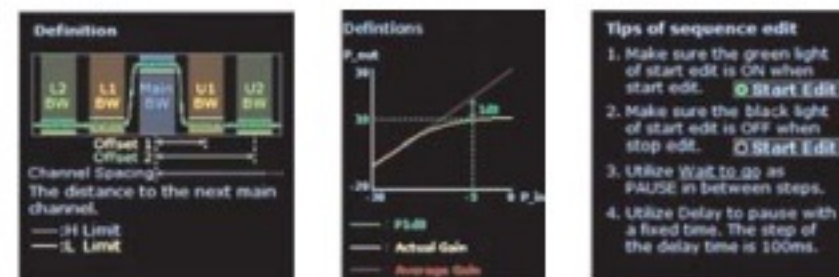 Definition
L2 BW
L1 BW
Main BW
U1 BW
U2 BW
Offset 1
Offset 2
Channel Spacing
The distance to the next main
channel.
:H Limit
:L Limit
Defintions
P_out
30
1dB
-20
-30
-5
0
P_in
: P1dB
: Actual Gain
: Average Gain
Tips of sequence edit
1. Make sure the green light
of start edit is ON when
start edit. Start Edit
2. Make sure the black light
of start edit is OFF when
stop edit. Start Edit
3. Utilize Wait to go as
PAUSE in between steps.
4. Utilize Delay to pause with
a fixed time. The step of
the delay time is 100ms.